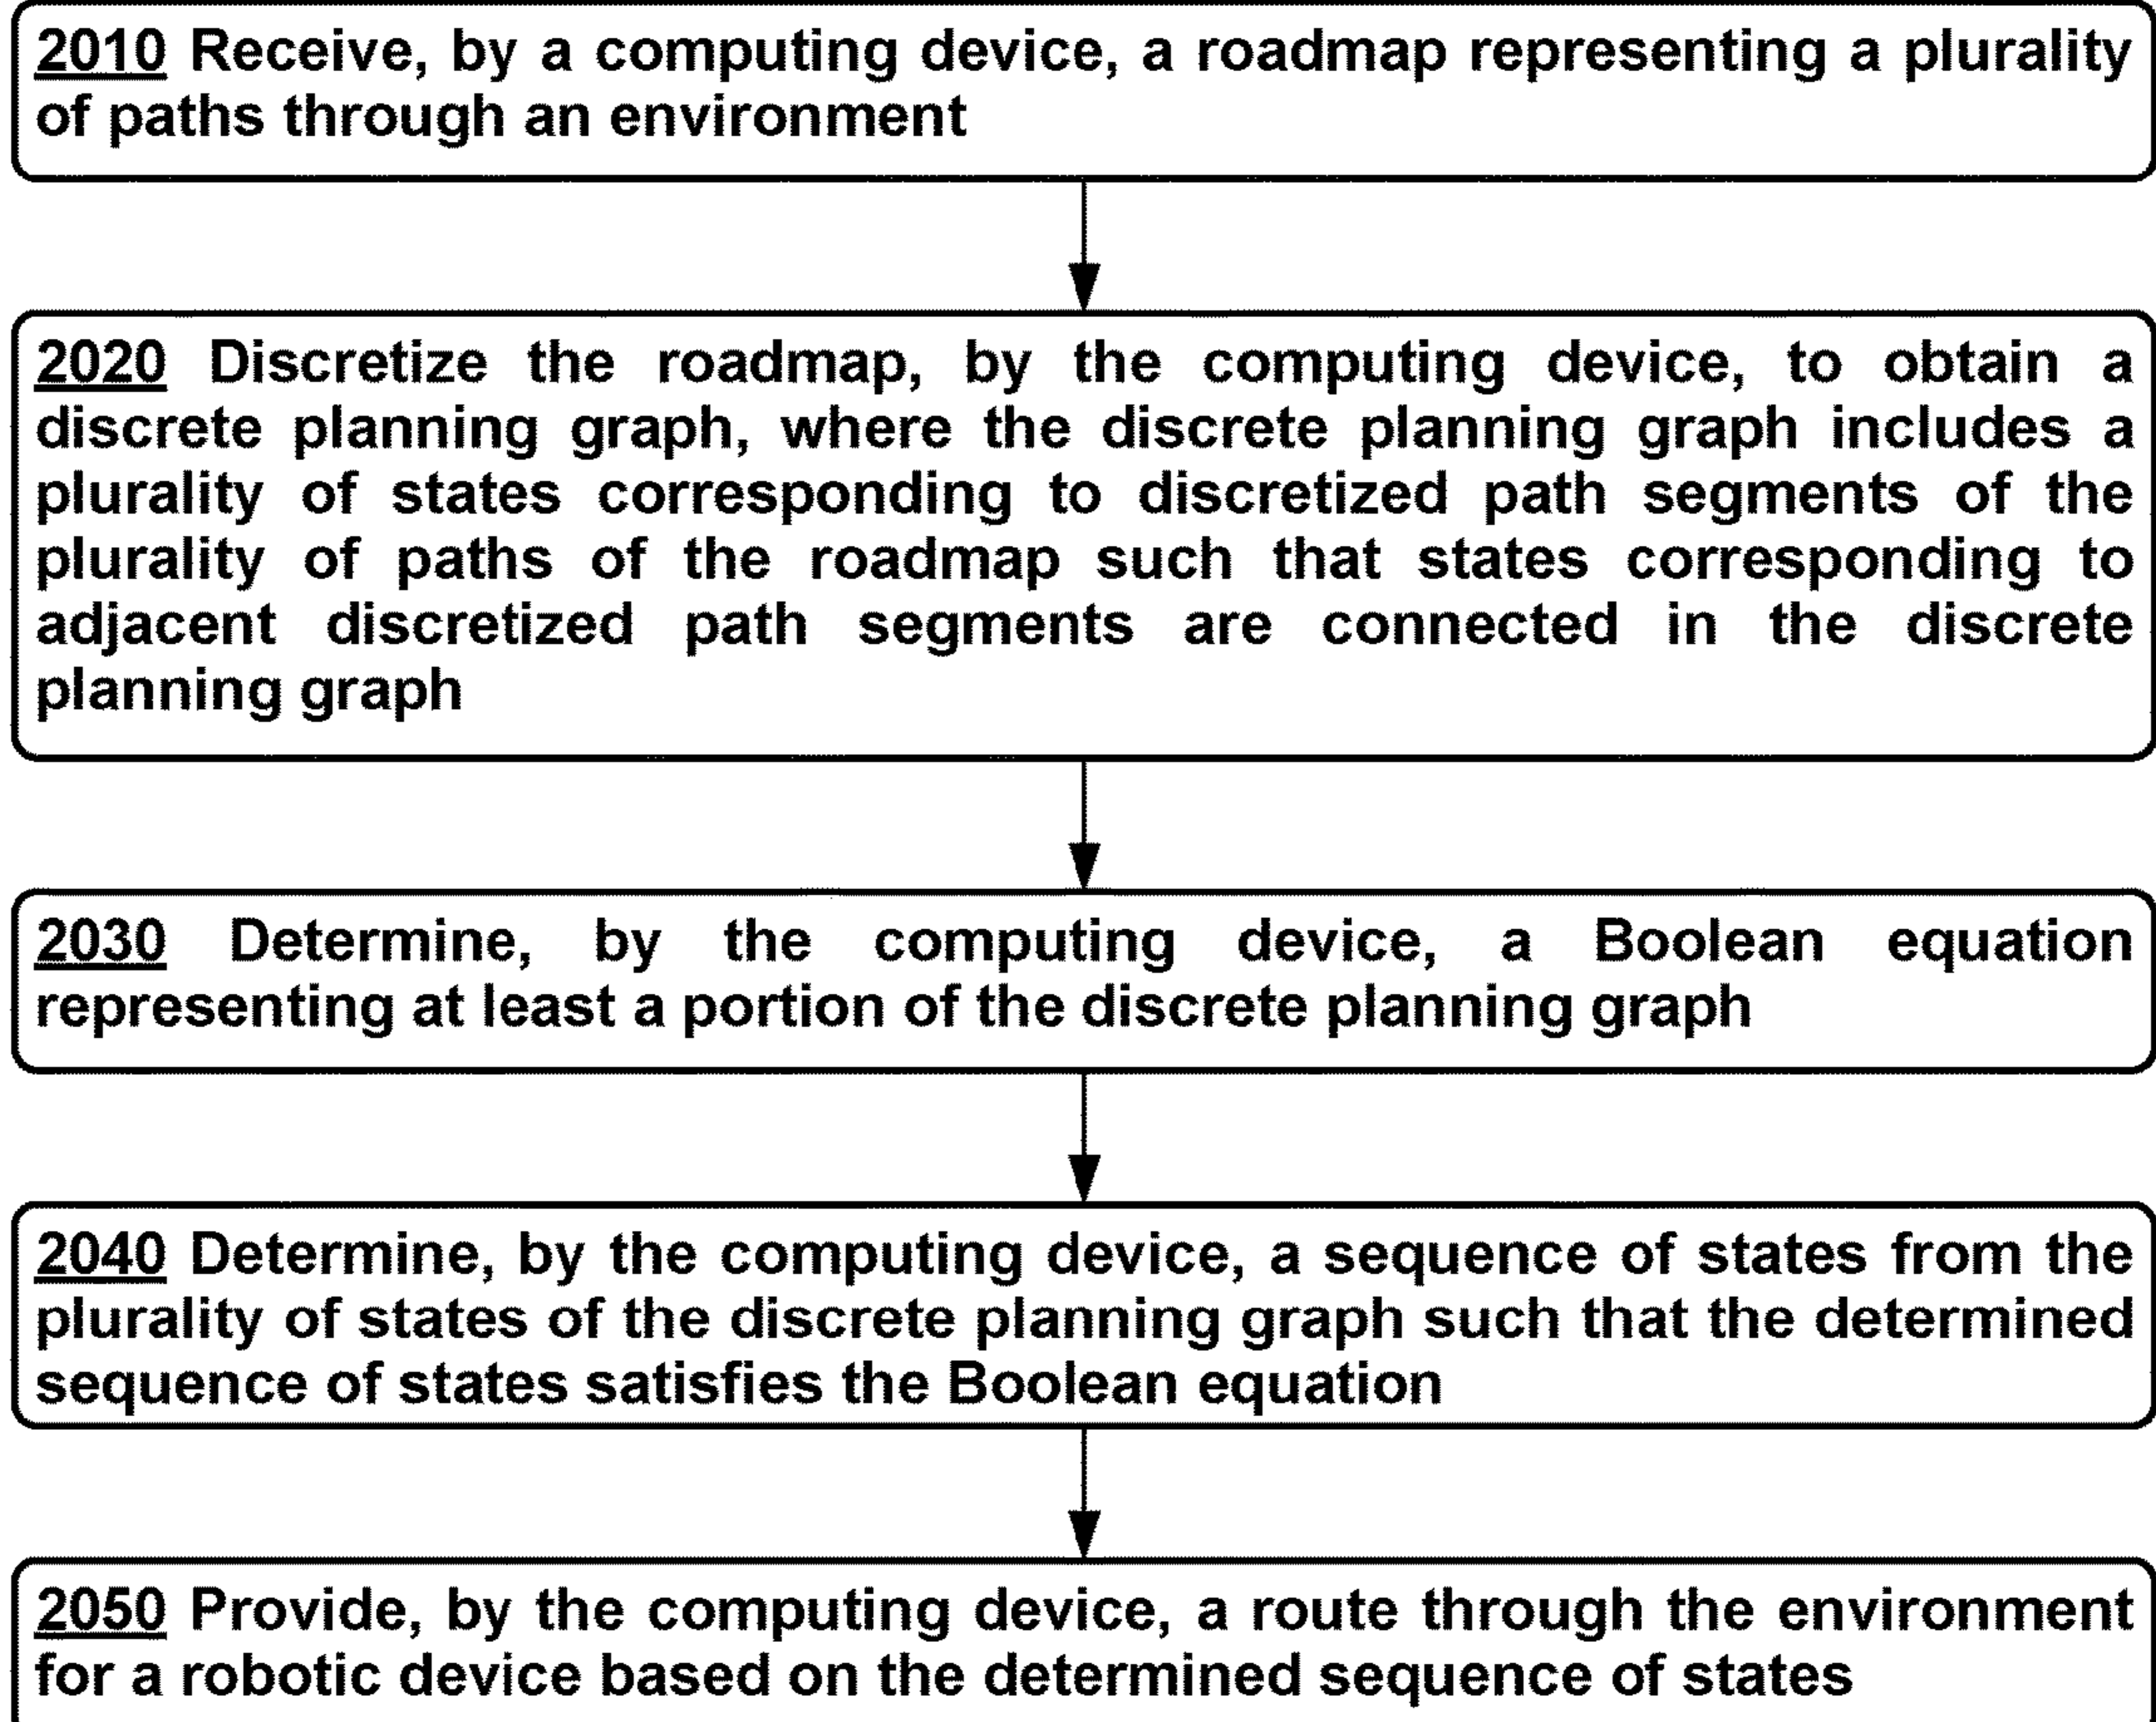 2010 Receive, by a computing device, a roadmap representing a plurality
of paths through an environment
2020 Discretize the roadmap, by the computing device, to obtain a
discrete planning graph, where the discrete planning graph includes a
plurality of states corresponding to discretized path segments of the
plurality of paths of the roadmap such that states corresponding to
adjacent discretized path segments are connected in the discrete
planning graph
2030 Determine, by the computing device, a Boolean equation
representing at least a portion of the discrete planning graph
2040 Determine, by the computing device, a sequence of states from the
plurality of states of the discrete planning graph such that the determined
sequence of states satisfies the Boolean equation
2050 Provide, by the computing device, a route through the environment
for a robotic device based on the determined sequence of states